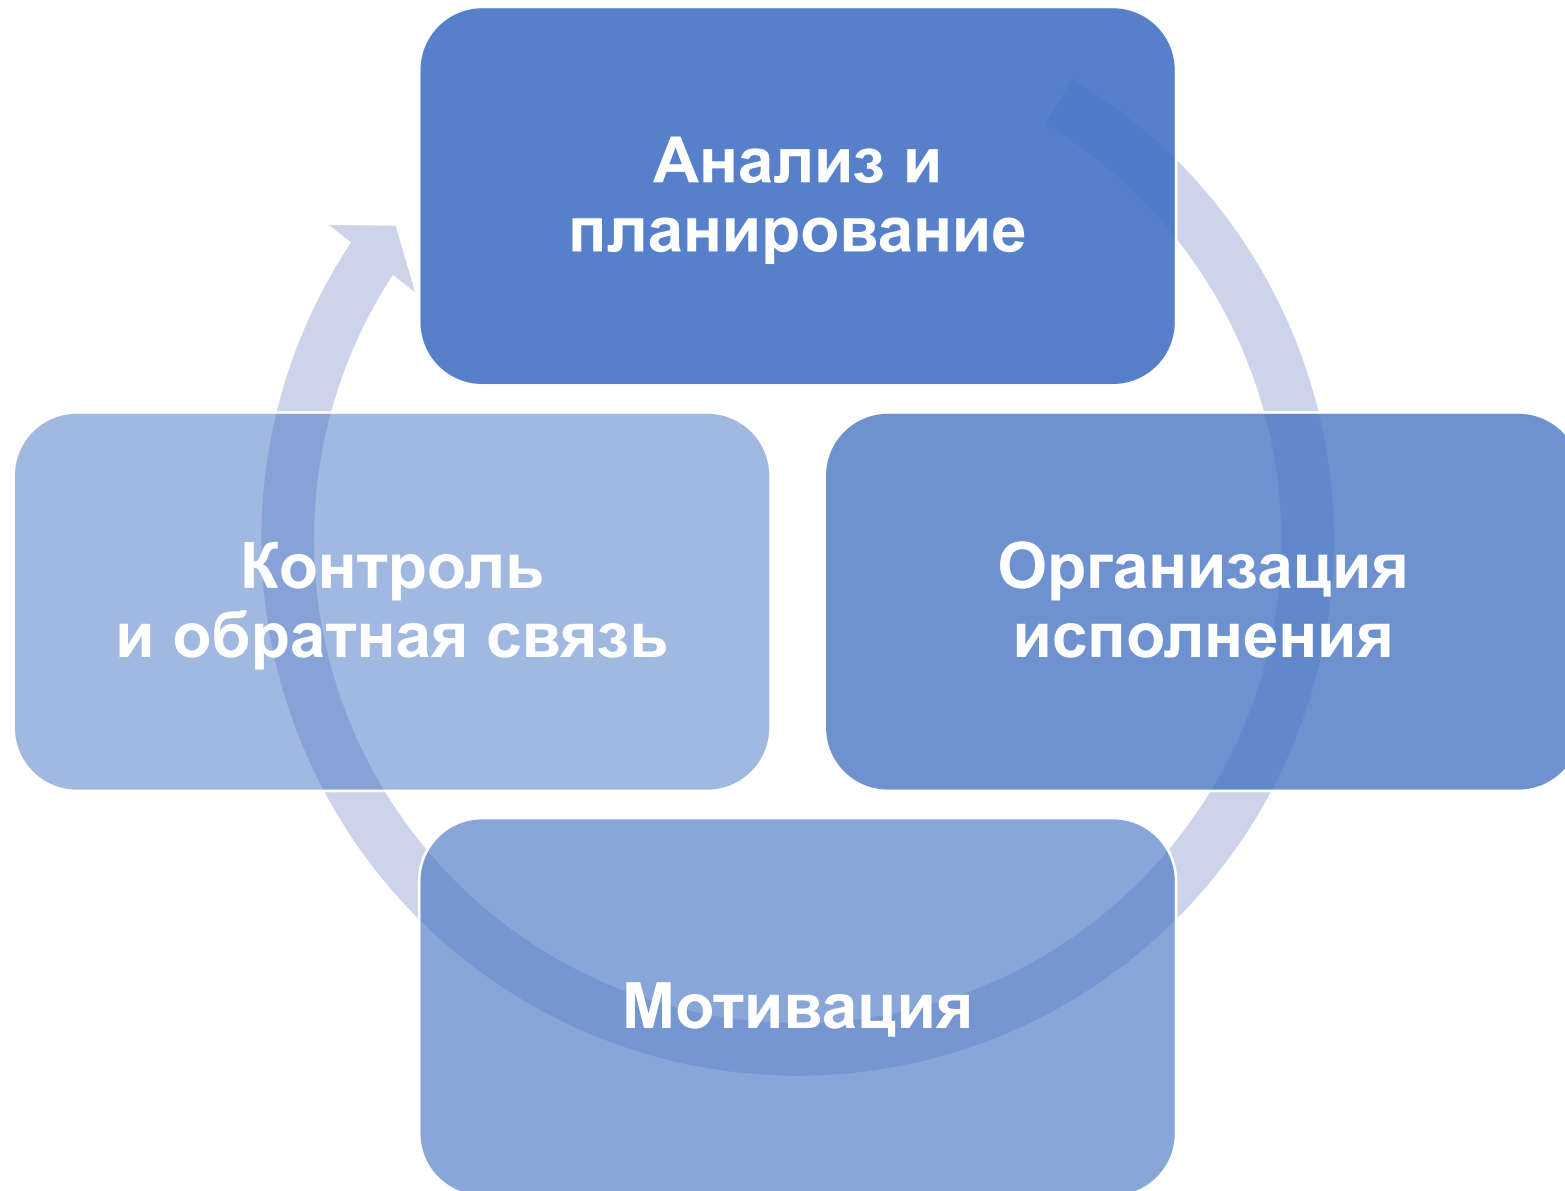 Анализ и
планирование
Организация
исполнения
Мотивация
Контроль
и обратная связь